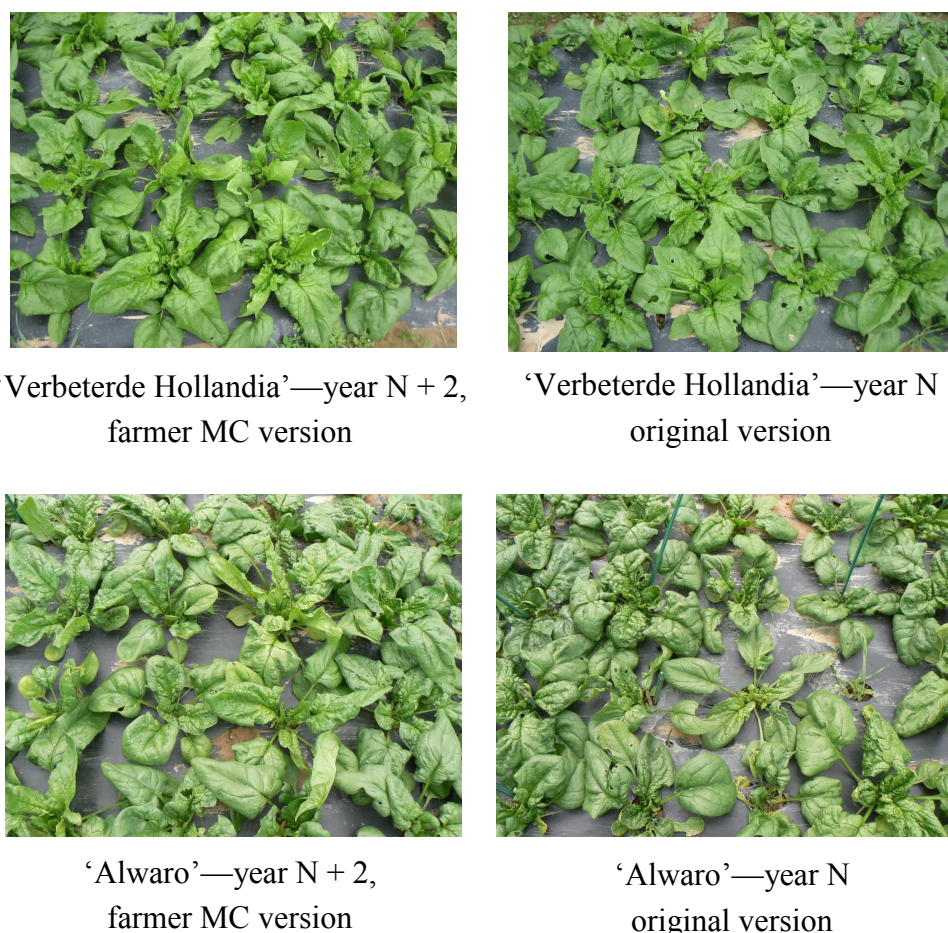 ‘Verbeterde Hollandia’—year N + 2,
farmer MC version
‘Verbeterde Hollandia’—year N
original version
‘Alwaro’—year N + 2,
farmer MC version
‘Alwaro’—year N
original version